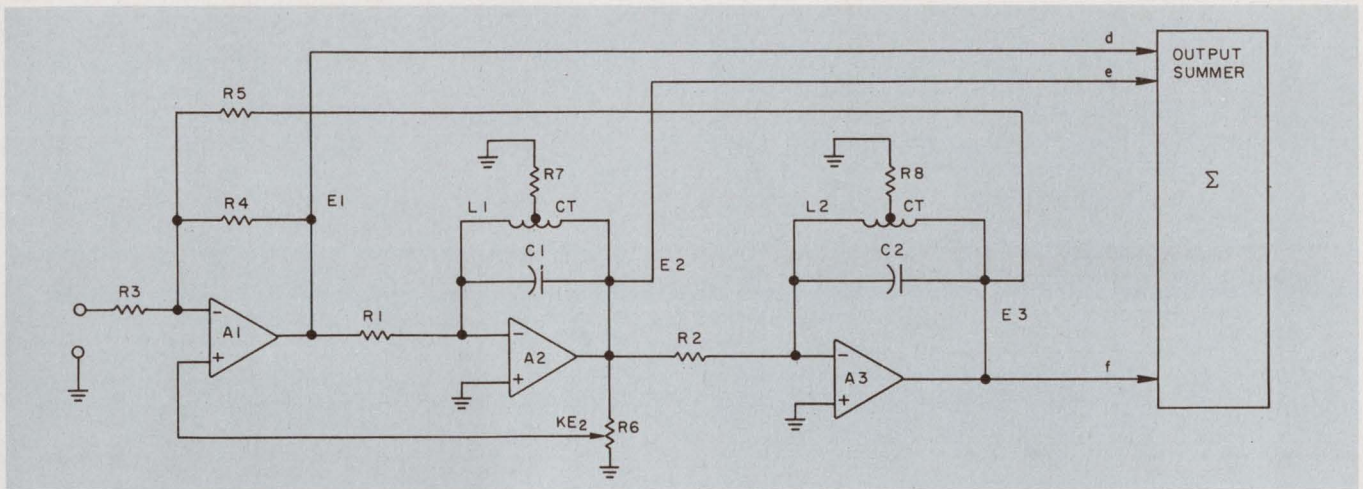 d
OUTPUT
SUMMER
e
R5
R7
R8
R4
E1
L1
CT
L2
CT
Σ
C1
C2
E2
R3
E3
A1
R1
R2
A2
A3
f
KE2
R6